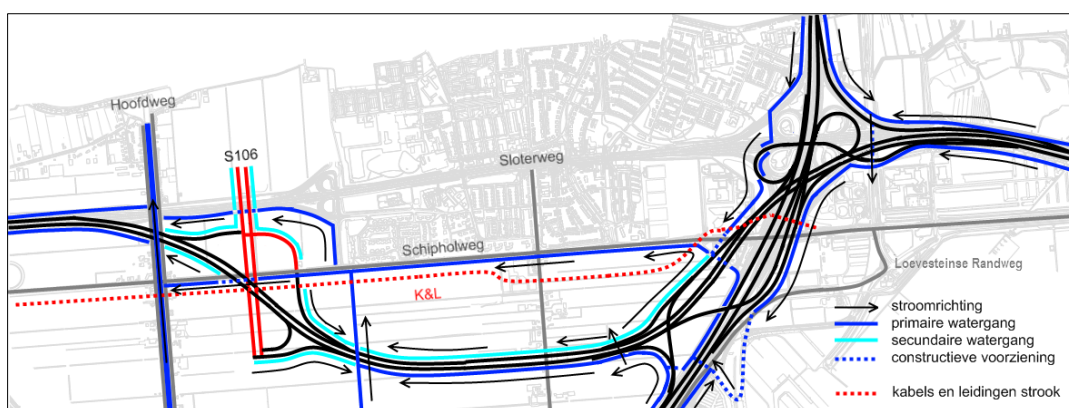 Hoofdweg
S106
Sloterweg
Schipholweg
K&L
Loevesteinse Randweg
stroomrichting
primaire watergang
secundaire watergang
constructieve voorziening
kabels en leidingen strook